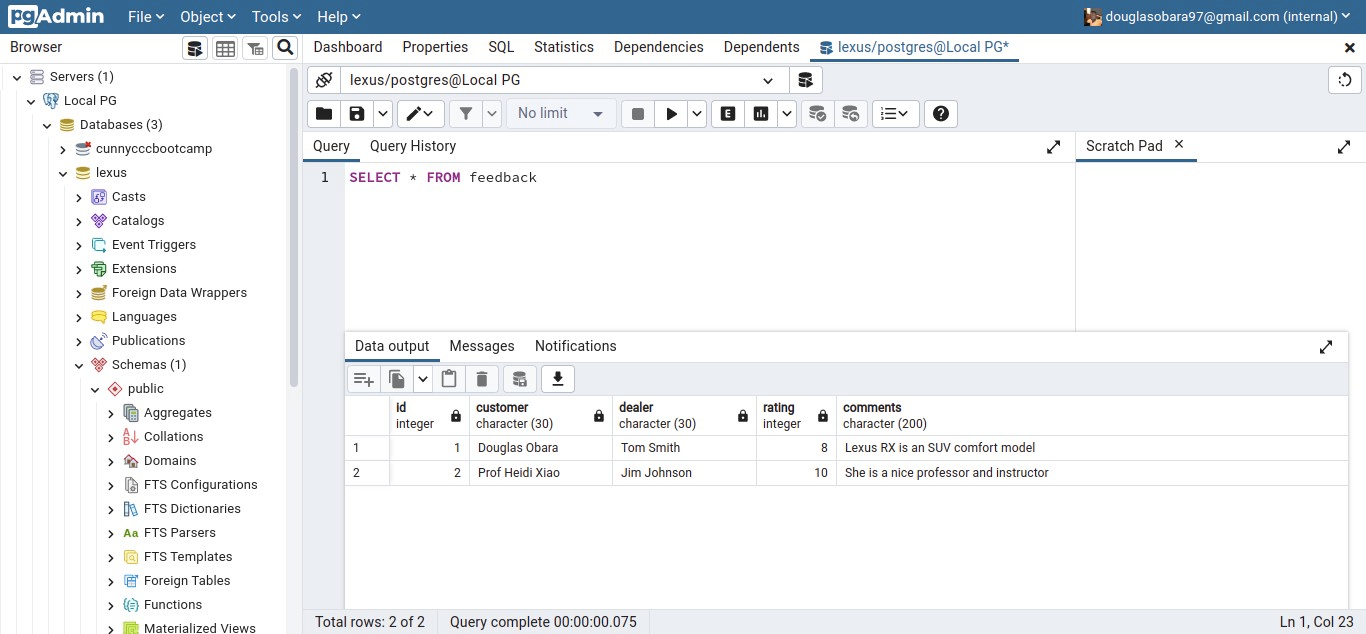 pgAdmin File Object Tools Help douglasobara97@gmail.com (internal)
Browser
Dashboard Properties SQL Statistics Dependencies Dependents lexus/postgres@Local PG*
Servers (1)
Local PG
Databases (3)
cunnycccbootcamp
lexus
Casts
Catalogs
Event Triggers
Extensions
Foreign Data Wrappers
Languages
Publications
Schemas (1)
public
Aggregates
Collations
Domains
FTS Configurations
FTS Dictionaries
Aa FTS Parsers
FTS Templates
Foreign Tables
Functions
Materialized Views
lexus/postgres@Local PG
No limit E
Query Query History Scratch Pad
1 SELECT * FROM feedback
Data output Messages Notifications
id customer dealer rating comments
integer character (30) character (30) integer character (200)
1 1 Douglas Obara Tom Smith 8 Lexus RX is an SUV comfort model
2 2 Prof Heidi Xiao Jim Johnson 10 She is a nice professor and instructor
Total rows: 2 of 2 Query complete 00:00:00.075 Ln 1, Col 23